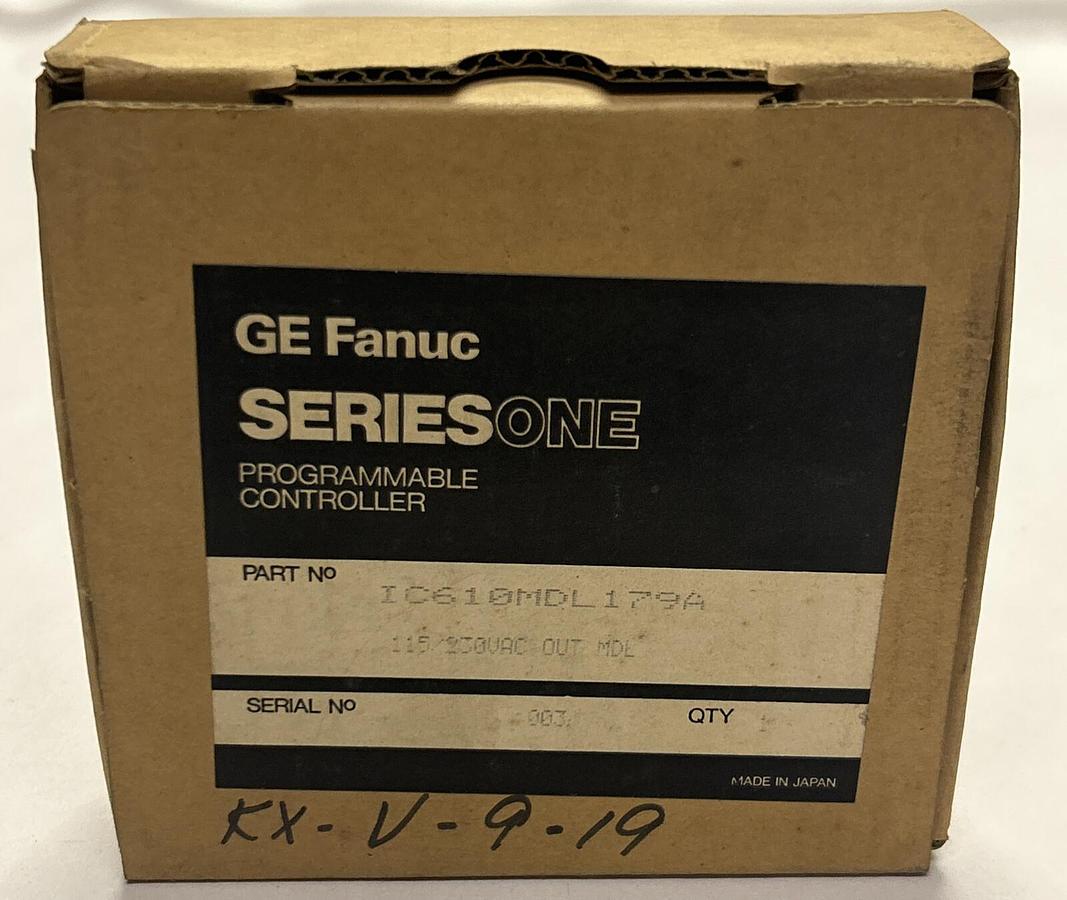 GE Fanuc
SERIESONE
PROGRAMMABLE
CONTROLLER
PART Nº
IC610MDL179A
115/230VAC OUT MDL
SERIAL Nº 003 QTY
MADE IN JAPAN
KX-V-9-19